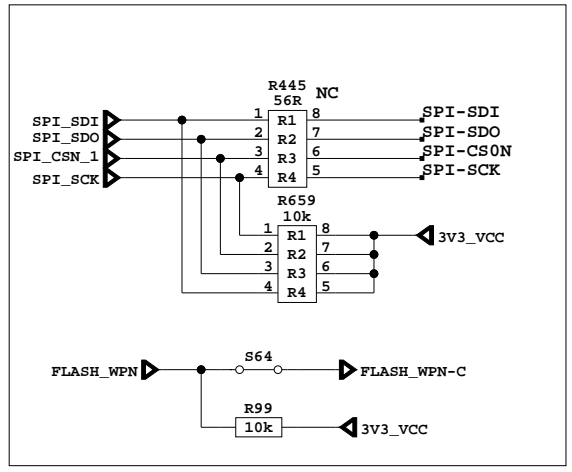 R445
56R NC
SPI_SDI 1 R1 8 SPI-SDI
SPI_SDO 2 R2 7 SPI-SDO
SPI_CSN_1 3 R3 6 SPI-CS0N
SPI_SCK 4 R4 5 SPI-SCK
R659
10k
1 R1 8 3V3_VCC
2 R2 7
3 R3 6
4 R4 5
S64
FLASH_WPN FLASH_WPN-C
R99
10k 3V3_VCC